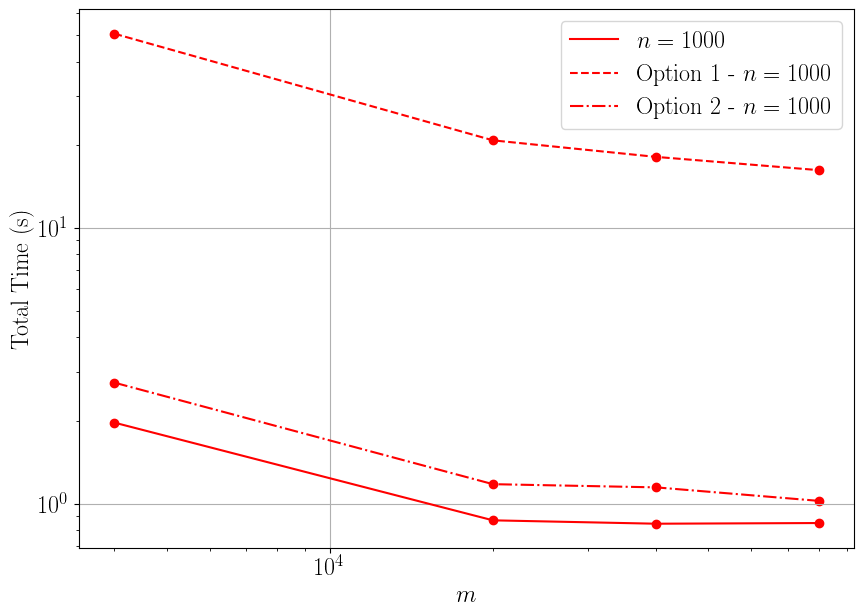 n = 1000
Option 1 - n = 1000
Option 2 - n = 1000
Total Time (s)
10^1
10^0
10^4
m